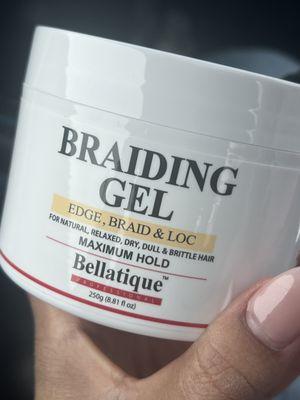 BRAIDING
GEL
EDGE, BRAID & LOC
FOR NATURAL, RELAXED, DRY, DULL & BRITTLE HAIR
MAXIMUM HOLD
Bellatique™
PROFESSIONAL
250g (8.81 fl oz)